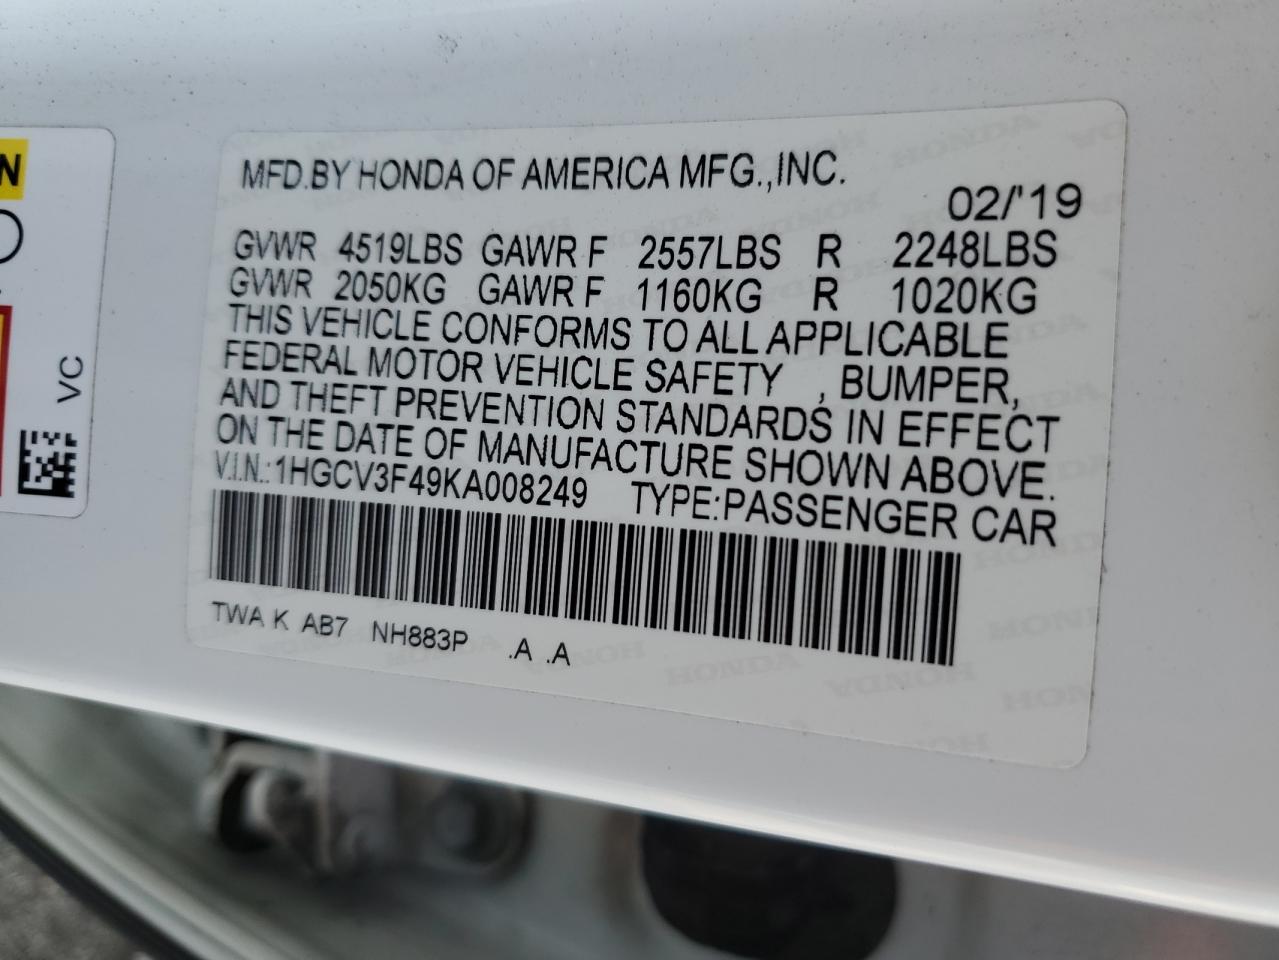 MFD.BY HONDA OF AMERICA MFG.,INC.
02/'19
GVWR 4519LBS GAWR F 2557LBS R 2248LBS
GVWR 2050KG GAWR F 1160KG R 1020KG
THIS VEHICLE CONFORMS TO ALL APPLICABLE
FEDERAL MOTOR VEHICLE SAFETY , BUMPER,
AND THEFT PREVENTION STANDARDS IN EFFECT
ON THE DATE OF MANUFACTURE SHOWN ABOVE.
V.I.N.:1HGCV3F49KA008249 TYPE:PASSENGER CAR
TWA K AB7 NH883P .A .A
VC